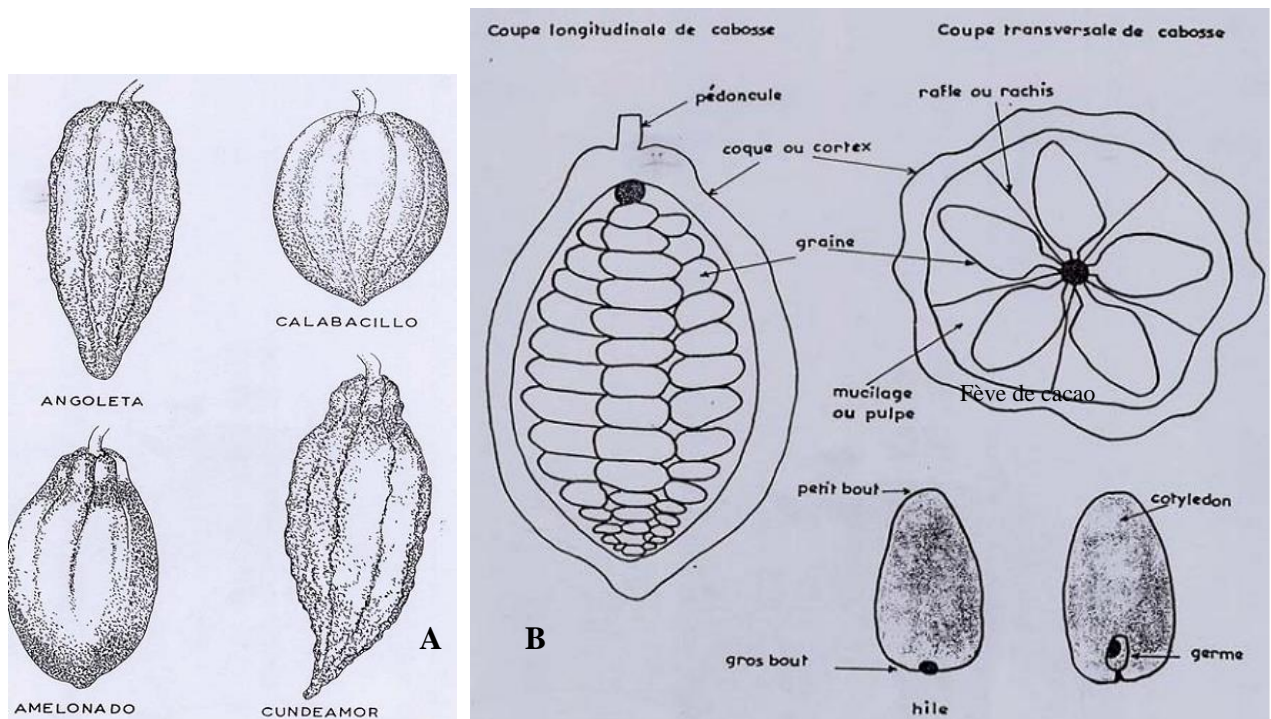 ANGOLETA
CALABACILLO
AMELONADO
CUNDEAMOR
A
Coupe longitudinale de cabosse
Coupe transversale de cabosse
pédoncule
rafle ou rachis
coque ou cortex
graine
mucilage
ou pulpe
Fève de cacao
petit bout
cotyledon
B
gros bout
germe
hile